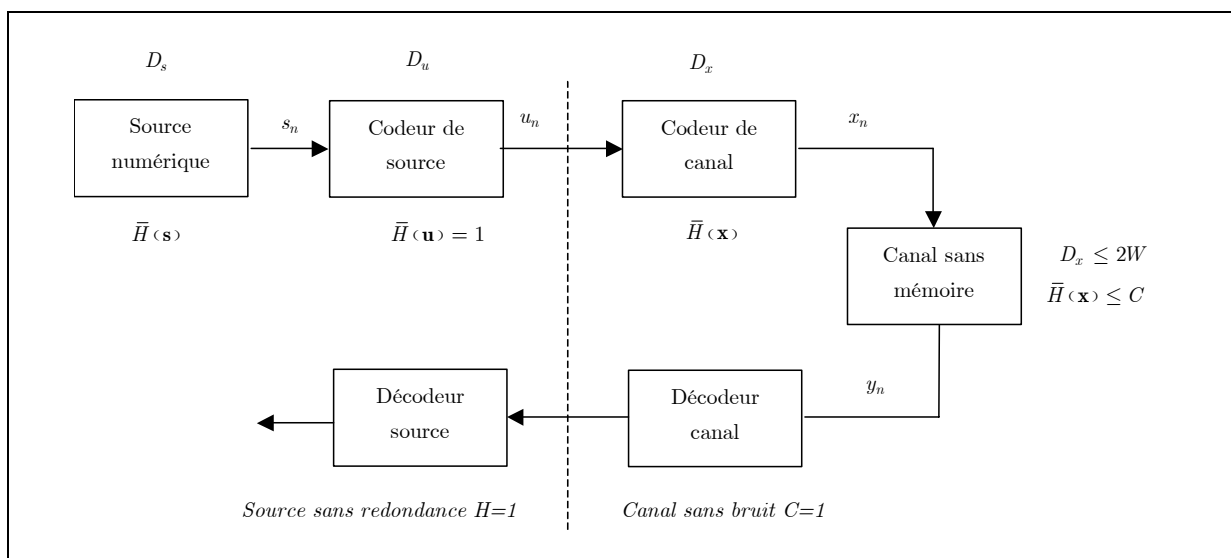 D_s
D_u
D_x
Source
numérique
s_n
Codeur de
source
u_n
Codeur de
canal
x_n
H̄(s)
H̄(u) = 1
H̄(x)
Canal sans
mémoire
D_x ≤ 2W
H̄(x) ≤ C
Décodeur
source
Décodeur
canal
y_n
Source sans redondance H=1
Canal sans bruit C=1